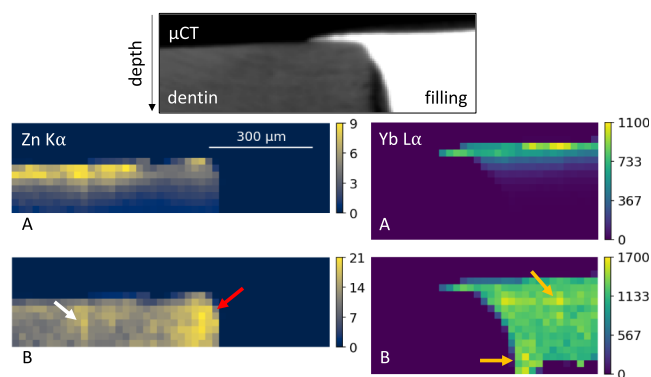 µCT
depth
dentin
filling
Zn Kα
300 µm
9
6
3
0
A
Yb Lα
1100
733
367
0
A
21
14
7
0
B
1700
1133
567
0
B